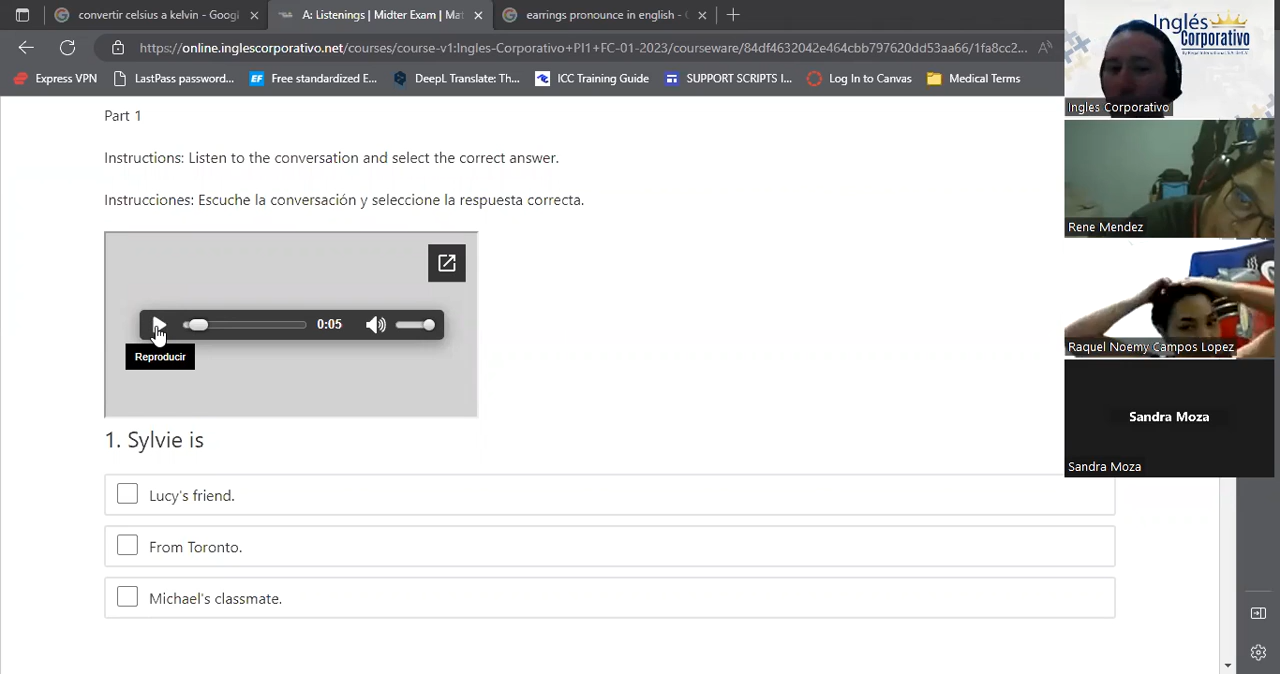 convertir celsius a kelvin - Googl
A: Listenings | Midter Exam | Mat
earrings pronounce in english - G
https://online.inglescorporativo.net/courses/course-v1:Ingles-Corporativo+PI1+FC-01-2023/courseware/84df4632042e464cbb797620dd53aa66/1fa8cc2...
Express VPN
LastPass password...
EF Free standardized E...
DeepL Translate: Th...
ICC Training Guide
SUPPORT SCRIPTS I...
Log In to Canvas
Medical Terms
Part 1
Instructions: Listen to the conversation and select the correct answer.
Instrucciones: Escuche la conversación y seleccione la respuesta correcta.
0:05
Reproducir
1. Sylvie is
Lucy's friend.
From Toronto.
Michael's classmate.
Inglés
Corporativo
Ingles Corporativo
Rene Mendez
Raquel Noemy Campos Lopez
Sandra Moza
Sandra Moza